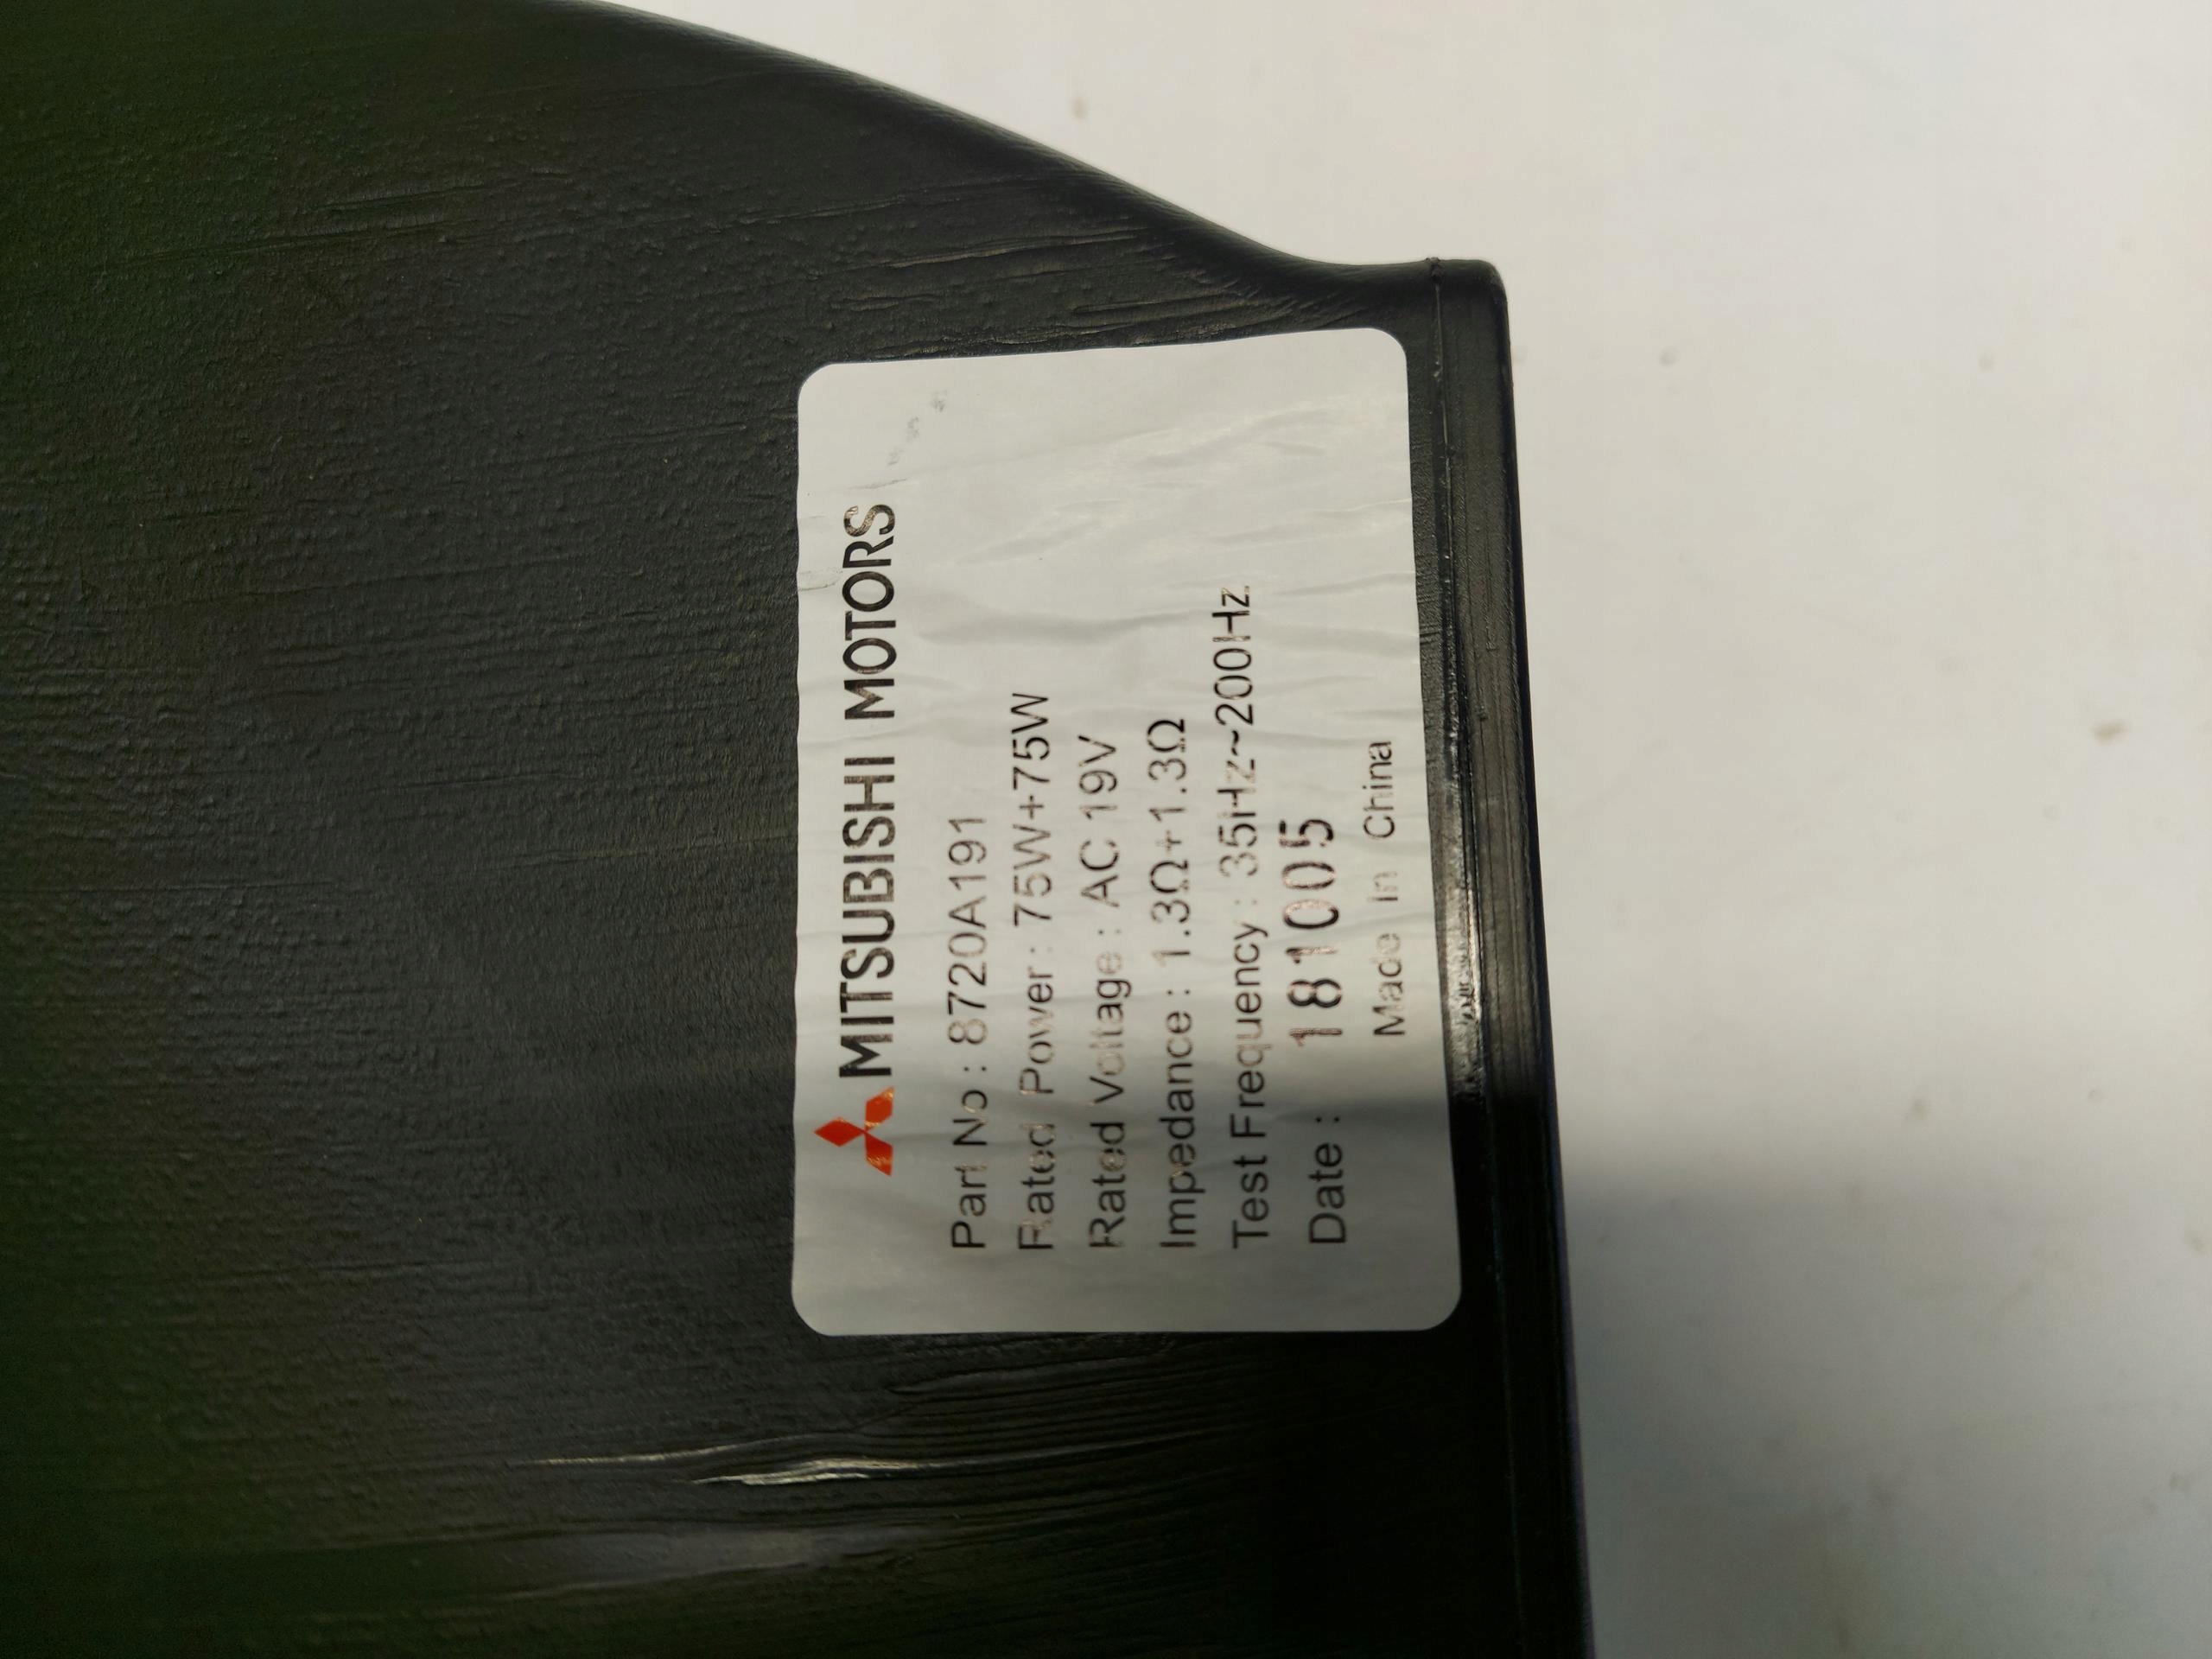 MITSUBISHI MOTORS
Part No : 8720A191
Rated Power : 75W+75W
Rated Voltage : AC 19V
Impedance : 1.3Ω+1.3Ω
Test Frequency : 35Hz~200Hz
Date : 181005
Made In China